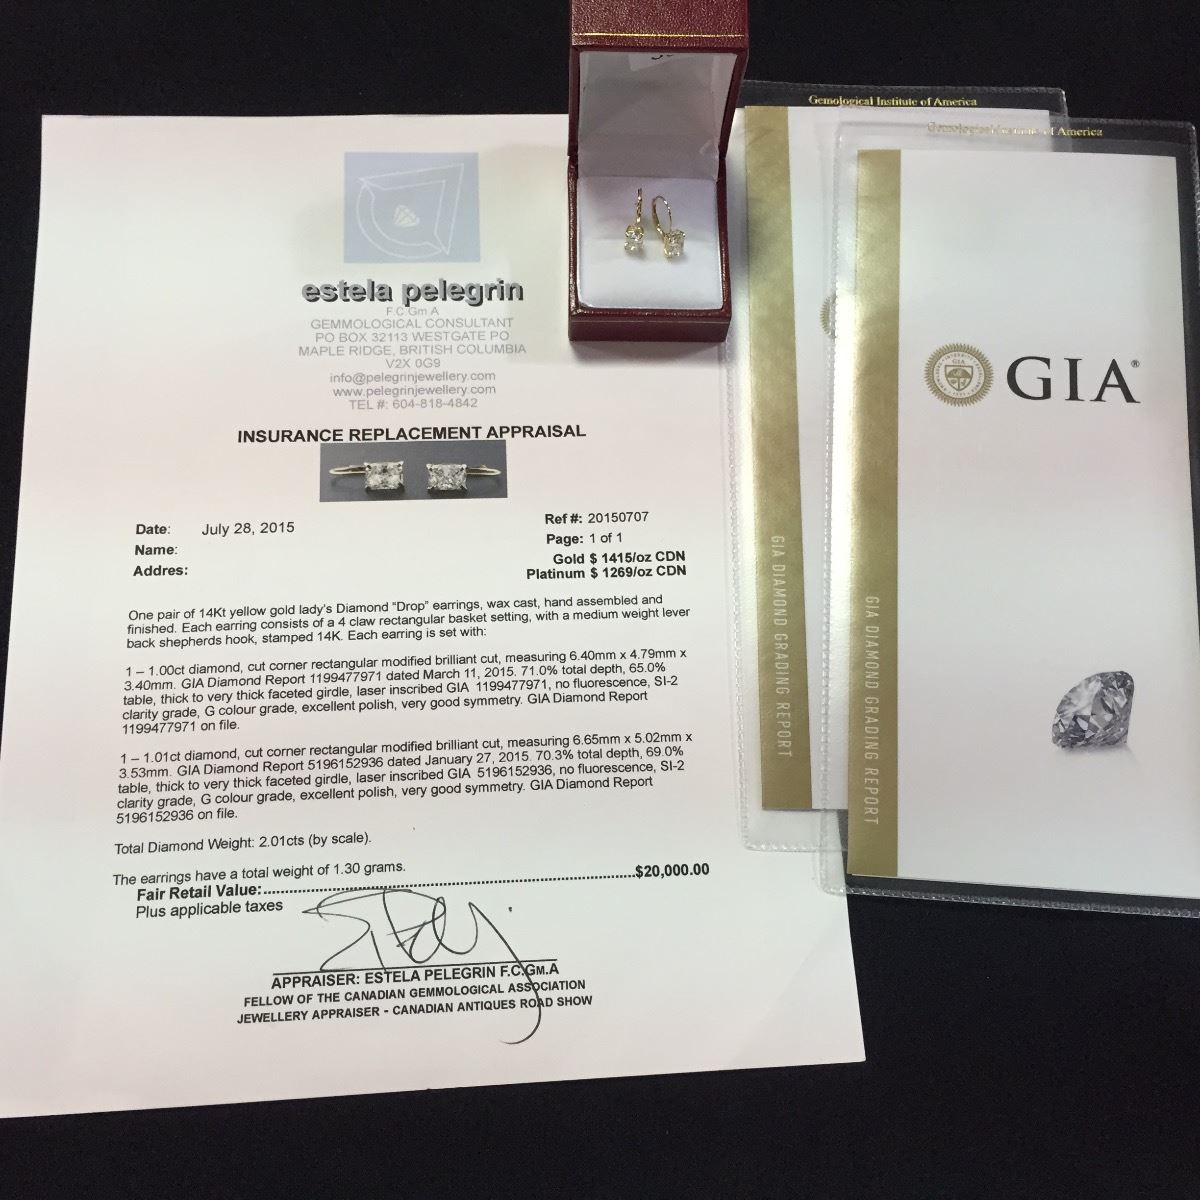 estela pelegrin
F.C.Gm A
GEMMOLOGICAL CONSULTANT
PO BOX 32113 WESTGATE PO
MAPLE RIDGE, BRITISH COLUMBIA
V2X 0G9
info@pelegrinjewellery.com
www.pelegrinjewellery.com
TEL #: 604-818-4842
INSURANCE REPLACEMENT APPRAISAL
Date: July 28, 2015
Name:
Addres:
Ref #: 20150707
Page: 1 of 1
Gold $ 1415/oz CDN
Platinum $ 1269/oz CDN
One pair of 14Kt yellow gold lady's Diamond "Drop" earrings, wax cast, hand assembled and
finished. Each earring consists of a 4 claw rectangular basket setting, with a medium weight lever
back shepherds hook, stamped 14K. Each earring is set with:
1 – 1.00ct diamond, cut corner rectangular modified brilliant cut, measuring 6.40mm x 4.79mm x
3.40mm. GIA Diamond Report 1199477971 dated March 11, 2015. 71.0% total depth, 65.0%
table, thick to very thick faceted girdle, laser inscribed GIA 1199477971, no fluorescence, SI-2
clarity grade, G colour grade, excellent polish, very good symmetry. GIA Diamond Report
1199477971 on file.
1 – 1.01ct diamond, cut corner rectangular modified brilliant cut, measuring 6.65mm x 5.02mm x
3.53mm. GIA Diamond Report 5196152936 dated January 27, 2015. 70.3% total depth, 69.0%
table, thick to very thick faceted girdle, laser inscribed GIA 5196152936, no fluorescence, SI-2
clarity grade, G colour grade, excellent polish, very good symmetry. GIA Diamond Report
5196152936 on file.
Total Diamond Weight: 2.01cts (by scale).
The earrings have a total weight of 1.30 grams.
Fair Retail Value:..........$20,000.00
Plus applicable taxes
APPRAISER: ESTELA PELEGRIN F.C.GM.A
FELLOW OF THE CANADIAN GEMMOLOGICAL ASSOCIATION
JEWELLERY APPRAISER - CANADIAN ANTIQUES ROAD SHOW
Gemological Institute of America
GIA DIAMOND GRADING REPORT
Gemological Institute of America
GIA®
GIA DIAMOND GRADING REPORT